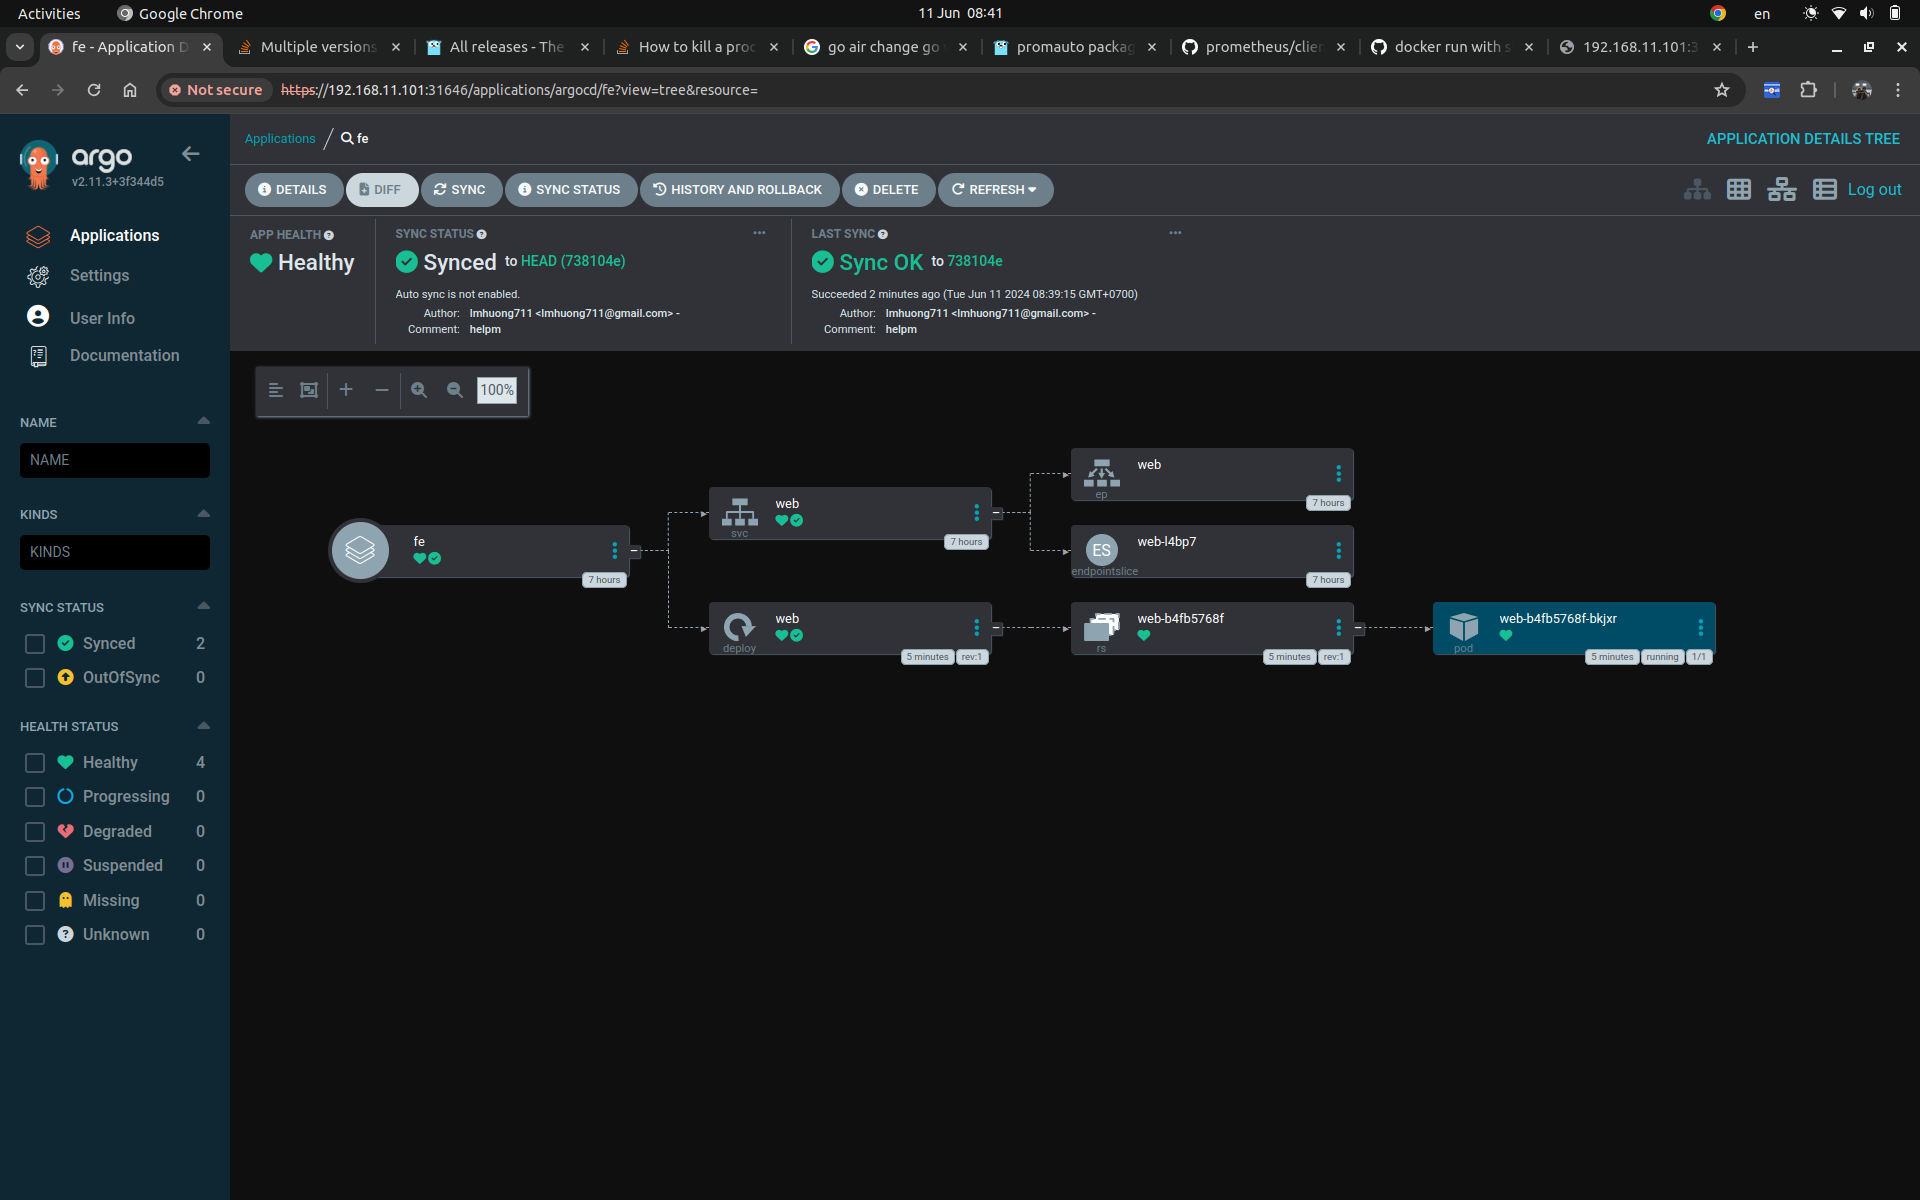 Activities Google Chrome 11 Jun 08:41 en
fe - Application D Multiple versions All releases - The How to kill a proc go air change go promauto packag prometheus/clien docker run with s 192.168.11.101:3
Not secure https://192.168.11.101:31646/applications/argocd/fe?view=tree&resource=
argo
v2.11.3+3f344d5
Applications
Settings
User Info
Documentation
NAME
NAME
KINDS
KINDS
SYNC STATUS
Synced 2
OutOfSync 0
HEALTH STATUS
Healthy 4
Progressing 0
Degraded 0
Suspended 0
Missing 0
Unknown 0
Applications / fe APPLICATION DETAILS TREE
DETAILS DIFF SYNC SYNC STATUS HISTORY AND ROLLBACK DELETE REFRESH Log out
APP HEALTH
Healthy
SYNC STATUS
Synced to HEAD (738104e)
Auto sync is not enabled.
Author: lmhuong711 <lmhuong711@gmail.com> -
Comment: helpm
LAST SYNC
Sync OK to 738104e
Succeeded 2 minutes ago (Tue Jun 11 2024 08:39:15 GMT+0700)
Author: lmhuong711 <lmhuong711@gmail.com> -
Comment: helpm
100%
fe
7 hours
web
svc
7 hours
web
ep
7 hours
ES
web-l4bp7
endpointslice
7 hours
web
deploy
5 minutes rev:1
web-b4fb5768f
rs
5 minutes rev:1
web-b4fb5768f-bkjxr
pod
5 minutes running 1/1